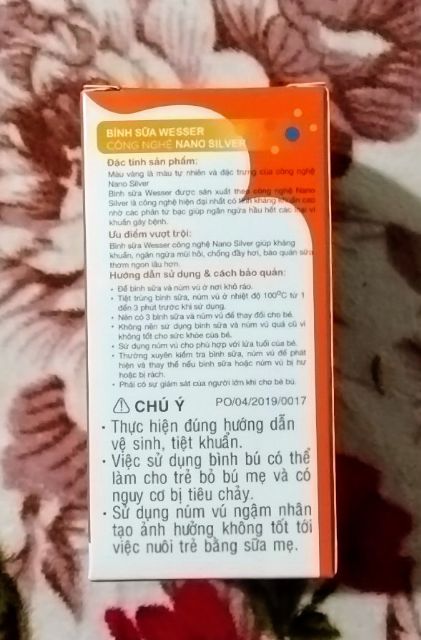 BÌNH SỮA WESSER
CÔNG NGHỆ NANO SILVER
Đặc tính sản phẩm:
Màu vàng là màu tự nhiên và đặc trưng của công nghệ
Nano Silver
Bình sữa Wesser được sản xuất theo công nghệ Nano
Silver là công nghệ hiện đại nhất có tính kháng khuẩn cao
nhờ các phân tử bạc giúp ngăn ngừa hầu hết các loại vi
khuẩn gây bệnh.
Ưu điểm vượt trội:
Bình sữa Wesser công nghệ Nano Silver giúp kháng
khuẩn, ngăn ngừa mùi hôi, chống đầy hơi, bảo quản sữa
thơm ngon lâu hơn.
Hướng dẫn sử dụng & cách bảo quản:
• Để bình sữa và núm vú ở nơi khô ráo.
• Tiệt trùng bình sữa, núm vú ở nhiệt độ 100°C từ 1
đến 3 phút trước khi sử dụng.
• Nên có 3 bình sữa và núm vú để thay đổi cho bé.
• Không nên sử dụng bình sữa và núm vú quá cũ vì
không tốt cho sức khỏe của bé.
• Sử dụng núm vú cho phù hợp với lứa tuổi của bé.
• Thường xuyên kiểm tra bình sữa, núm vú để phát
hiện và thay thế nếu bình sữa hoặc núm vú bị hư
hoặc bị rách.
• Phải có sự giám sát của người lớn khi cho bé bú.
CHÚ Ý PO/04/2019/0017
• Thực hiện đúng hướng dẫn
vệ sinh, tiệt khuẩn.
• Việc sử dụng bình bú có thể
làm cho trẻ bỏ bú mẹ và có
nguy cơ bị tiêu chảy.
• Sử dụng núm vú ngậm nhân
tạo ảnh hưởng không tốt tới
việc nuôi trẻ bằng sữa mẹ.